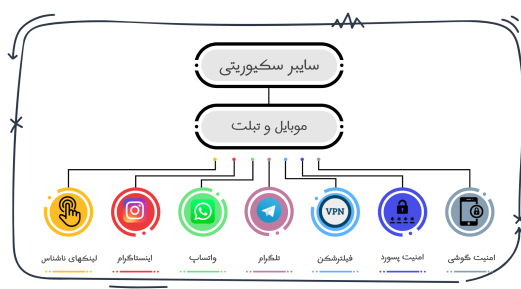 سایبر سکیوریتی
موبایل و تبلت
VPN
امنیت گوشی
امنیت پسورد
فیلترشکن
تلگرام
واتساپ
اینستاگرام
لینکهای ناشناس